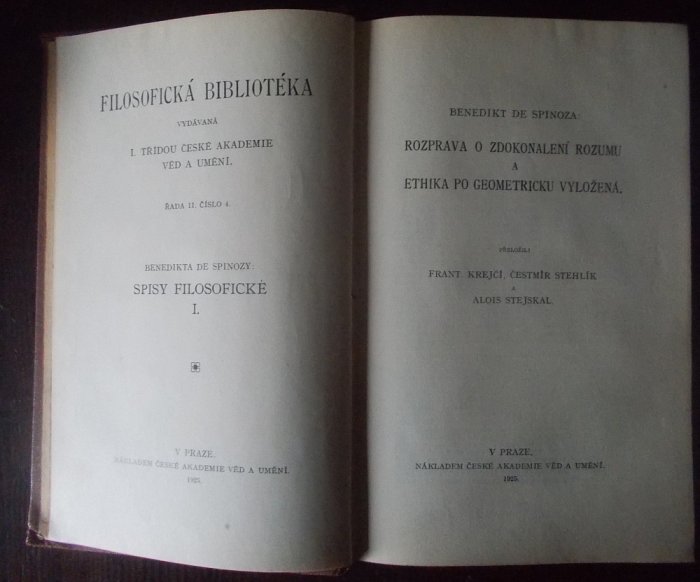 FILOSOFICKÁ BIBLIOTÉKA
VYDÁVANÁ
I. TŘÍDOU ČESKÉ AKADEMIE
VĚD A UMĚNÍ.
ŘADA II. ČÍSLO 4.
BENEDIKTA DE SPINOZY:
SPISY FILOSOFICKÉ
I.
V PRAZE.
NÁKLADEM ČESKÉ AKADEMIE VĚD A UMĚNÍ.
1925.
BENEDIKT DE SPINOZA:
ROZPRAVA O ZDOKONALENÍ ROZUMU
A
ETHIKA PO GEOMETRICKU VYLOŽENÁ.
PŘELOŽILI
FRANT. KREJČÍ, ČESTMÍR STEHLÍK
A
ALOIS STEJSKAL.
V PRAZE.
NÁKLADEM ČESKÉ AKADEMIE VĚD A UMĚNÍ.
1925.